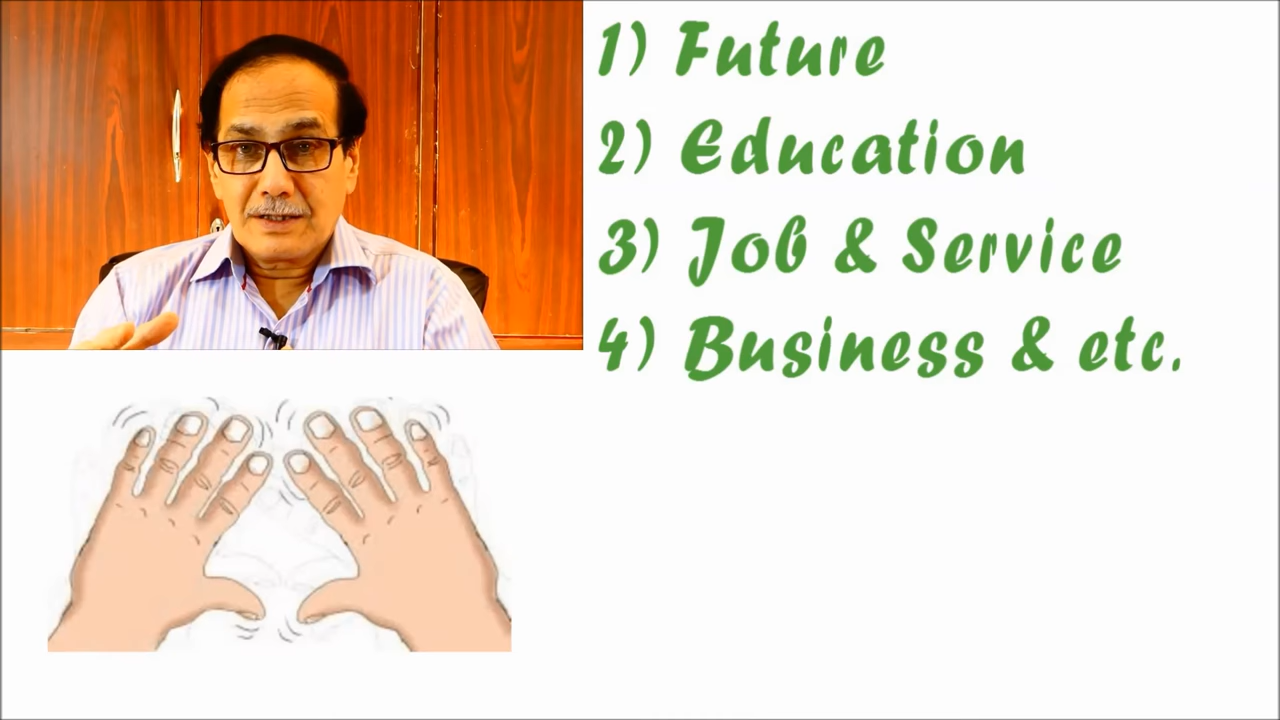 1) Future
2) Education
3) Job & Service
4) Business & etc.